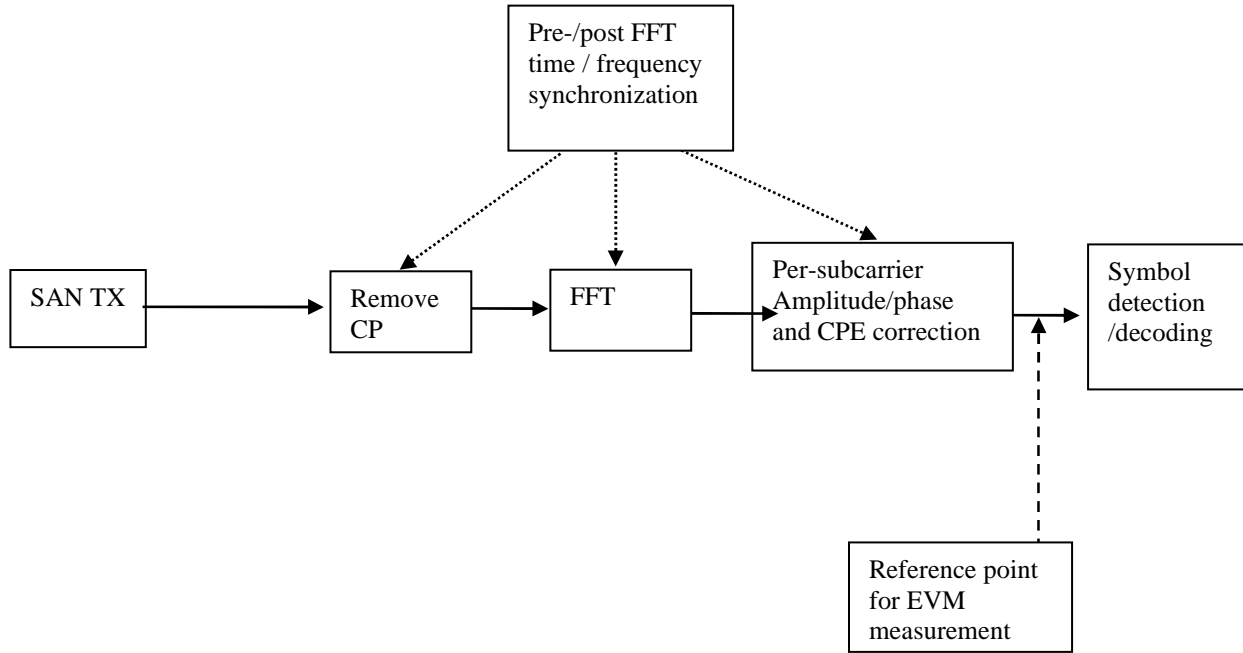 Pre-/post FFT
time / frequency
synchronization
SAN TX
Remove
CP
FFT
Per-subcarrier
Amplitude/phase
and CPE correction
Symbol
detection
/decoding
Reference point
for EVM
measurement